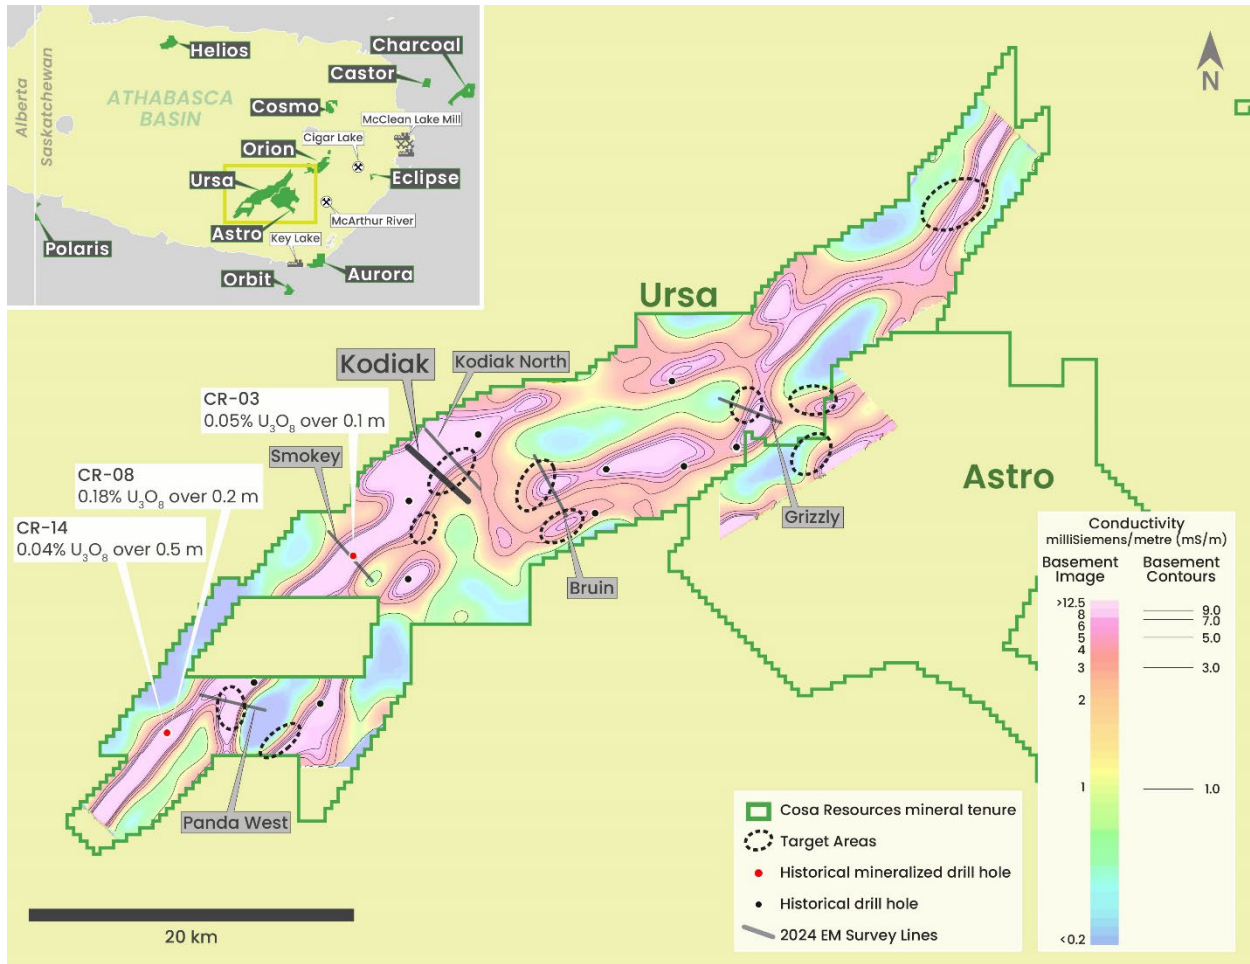 Alberta
Saskatchewan
ATHABASCA
BASIN
Helios
Charcoal
Castor
Cosmo
McClean Lake Mill
Cigar Lake
Orion
Ursa
Eclipse
McArthur River
Astro
Key Lake
Polaris
Aurora
Orbit
N
Ursa
Kodiak
Kodiak North
CR-03
0.05% U₃O₈ over 0.1 m
Smokey
CR-08
0.18% U₃O₈ over 0.2 m
CR-14
0.04% U₃O₈ over 0.5 m
Astro
Grizzly
Bruin
Panda West
20 km
Conductivity
milliSiemens/metre (mS/m)
Basement
Image
Basement
Contours
>12.5
8
6
5
4
3
2
1
<0.2
9.0
7.0
5.0
3.0
1.0
Cosa Resources mineral tenure
Target Areas
Historical mineralized drill hole
Historical drill hole
2024 EM Survey Lines